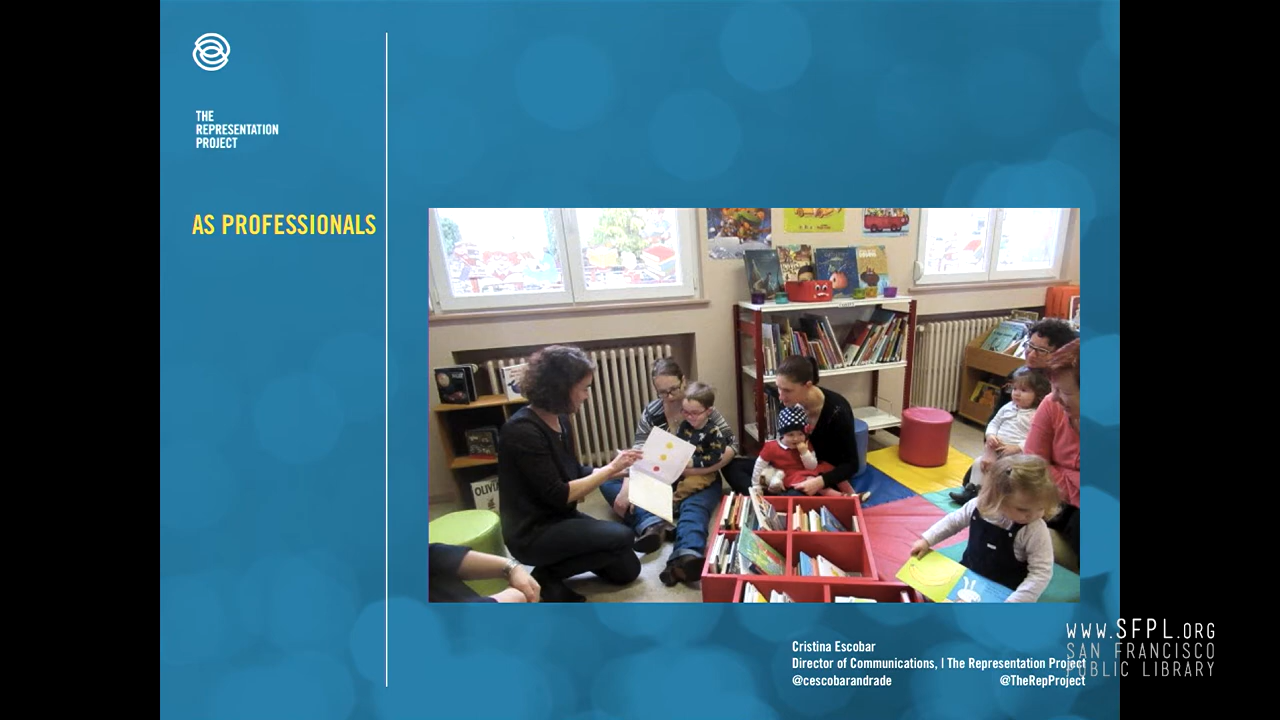 THE
REPRESENTATION
PROJECT
AS PROFESSIONALS
OLIVIA
Cristina Escobar
Director of Communications, | The Representation Project
@cescobarandrade @TheRepProject
WWW.SFPL.ORG
SAN FRANCISCO
PUBLIC LIBRARY